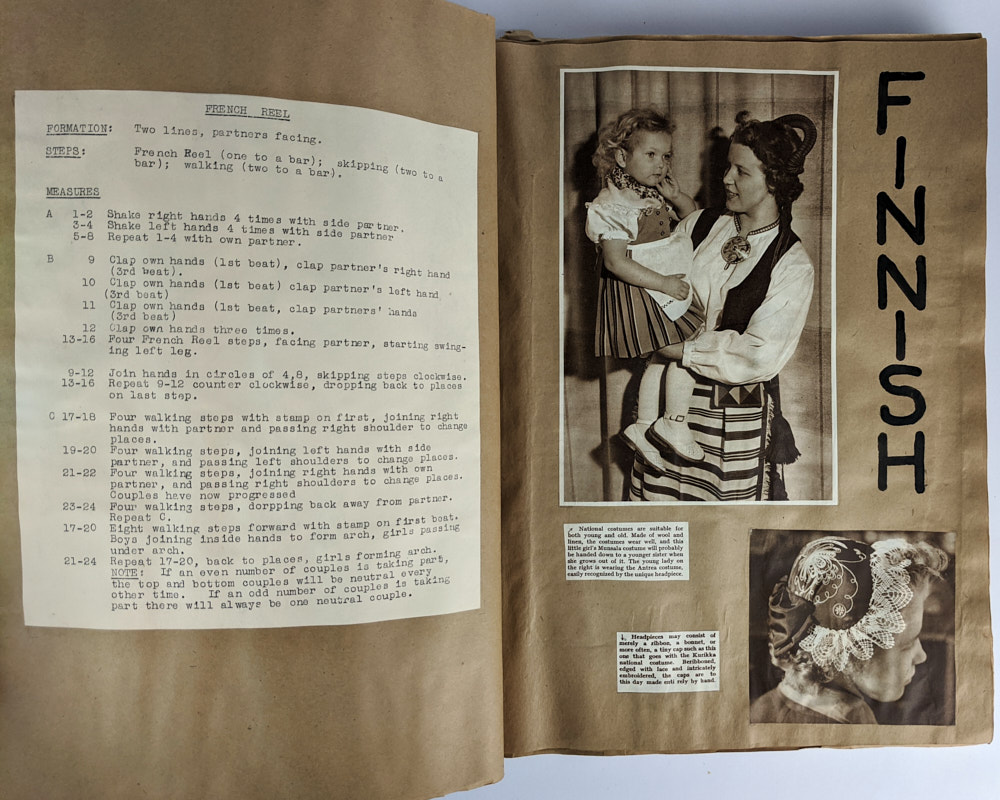 FRENCH REEL
FORMATION: Two lines, partners facing.
STEPS: French Reel (one to a bar); skipping (two to a
bar); walking (two to a bar).
MEASURES
A 1-2 Shake right hands 4 times with side partner.
3-4 Shake left hands 4 times with side partner
5-8 Repeat 1-4 with own partner.
B 9 Clap own hands (1st beat), clap partner's right hand
(3rd beat).
10 Clap own hands (1st beat) clap partner's left hand
(3rd beat)
11 Clap own hands (1st beat, clap partners' hands
(3rd beat)
12 Clap own hands three times.
13-16 Four French Reel steps, facing partner, starting swing-
ing left leg.
9-12 Join hands in circles of 4,8, skipping steps clockwise.
13-16 Repeat 9-12 counter clockwise, dropping back to places
on last step.
C 17-18 Four walking steps with stamp on first, joining right
hands with partner and passing right shoulder to change
places.
19-20 Four walking steps, joining left hands with side
partner, and passing left shoulders to change places.
21-22 Four walking steps, joining right hands with own
partner, and passing right shoulders to change places.
Couples have now progressed
23-24 Four walking steps, dorpping back away from partner.
Repeat C.
17-20 Eight walking steps forward with stamp on first beat.
Boys joining inside hands to form arch, girls passing
under arch.
21-24 Repeat 17-20, back to places, girls forming arch.
NOTE: If an even number of couples is taking part,
the top and bottom couples will be neutral every
other time. If an odd number of couples is taking
part there will always be one neutral couple.
FINNISH
National costumes are suitable for
both young and old. Made of wool and
linen, the costumes wear well, and this
little girl's Munsala costume will probably
be handed down to a younger sister when
she grows out of it. The young lady on
the right is wearing the Antrea costume,
easily recognized by the unique headpiece.
Headpieces may consist of
merely a ribbon, a bonnet, or
more often, a tiny cap such as this
one that goes with the Kurikka
national costume. Beribboned,
edged with lace and intricately
embroidered, the caps are to
this day made enti rely by hand.